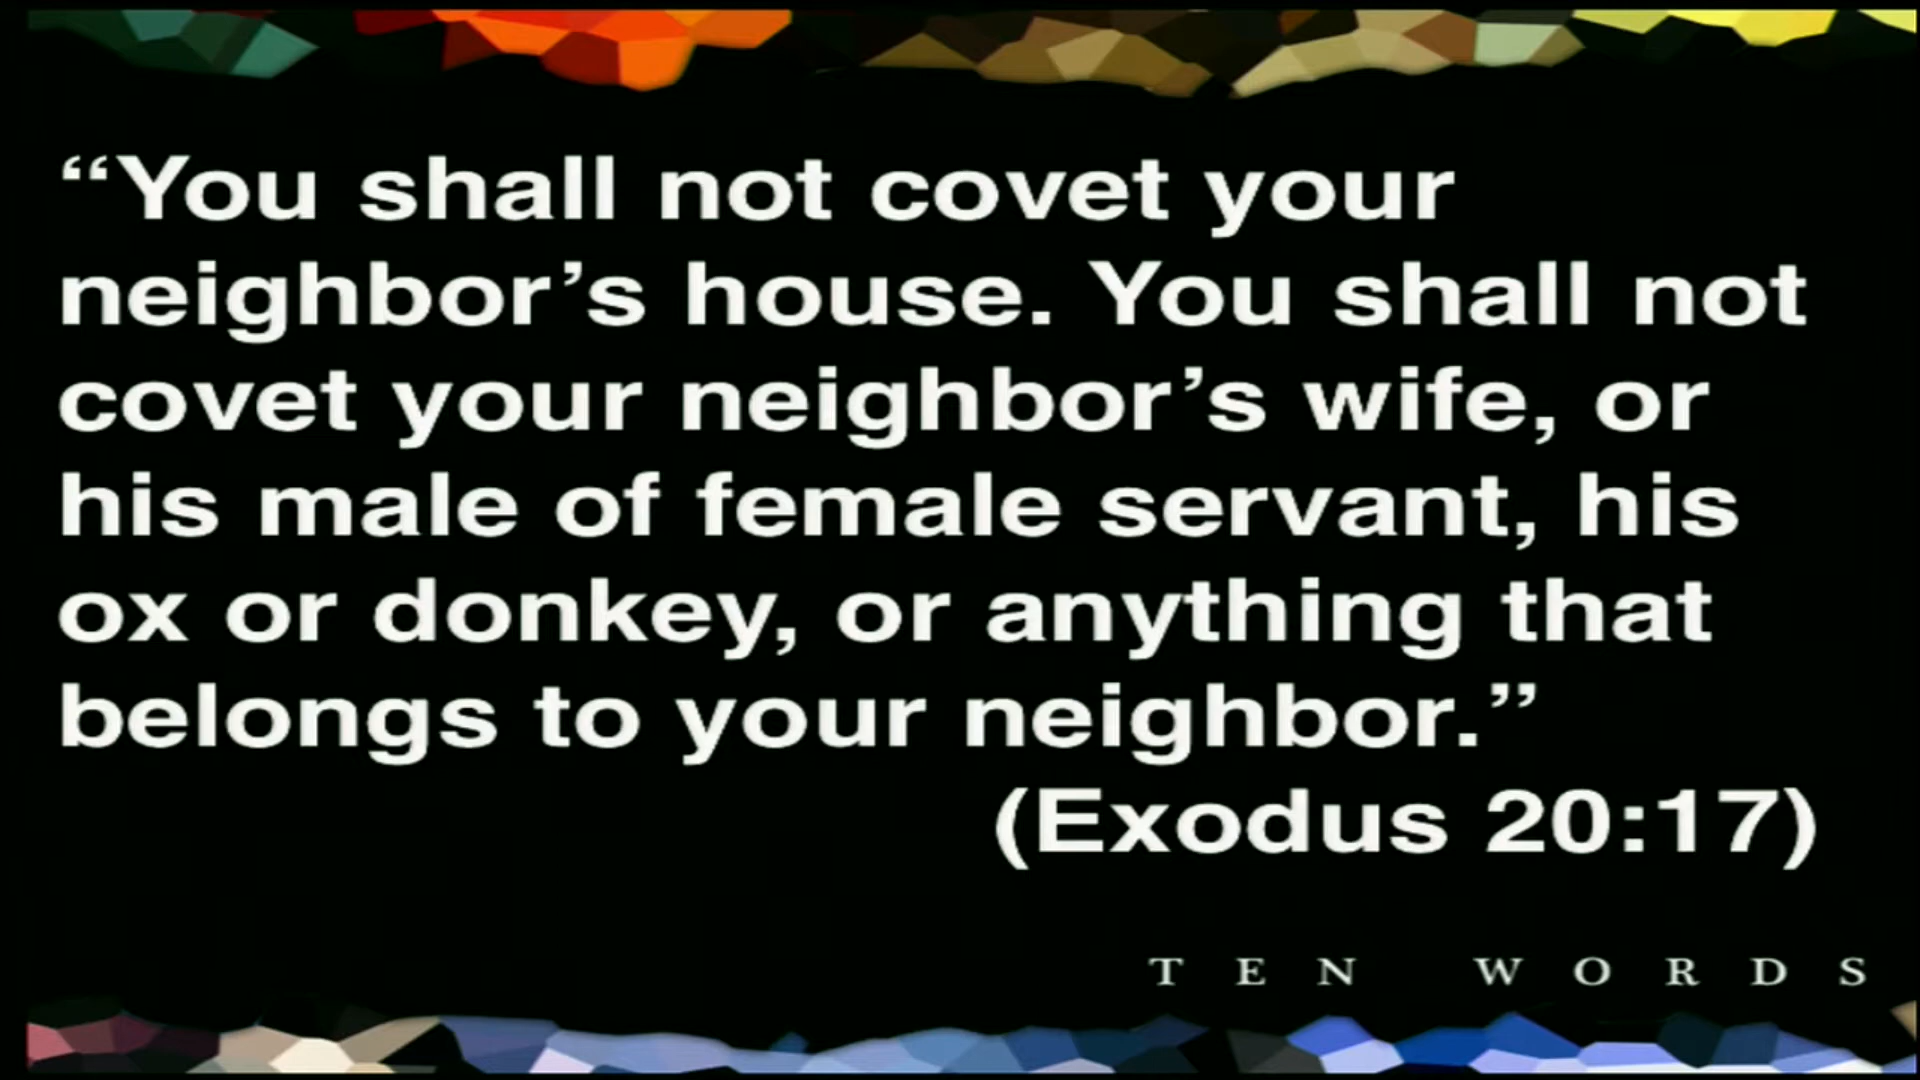 “You shall not covet your
neighbor’s house. You shall not
covet your neighbor’s wife, or
his male of female servant, his
ox or donkey, or anything that
belongs to your neighbor.”
(Exodus 20:17)
TEN WORDS